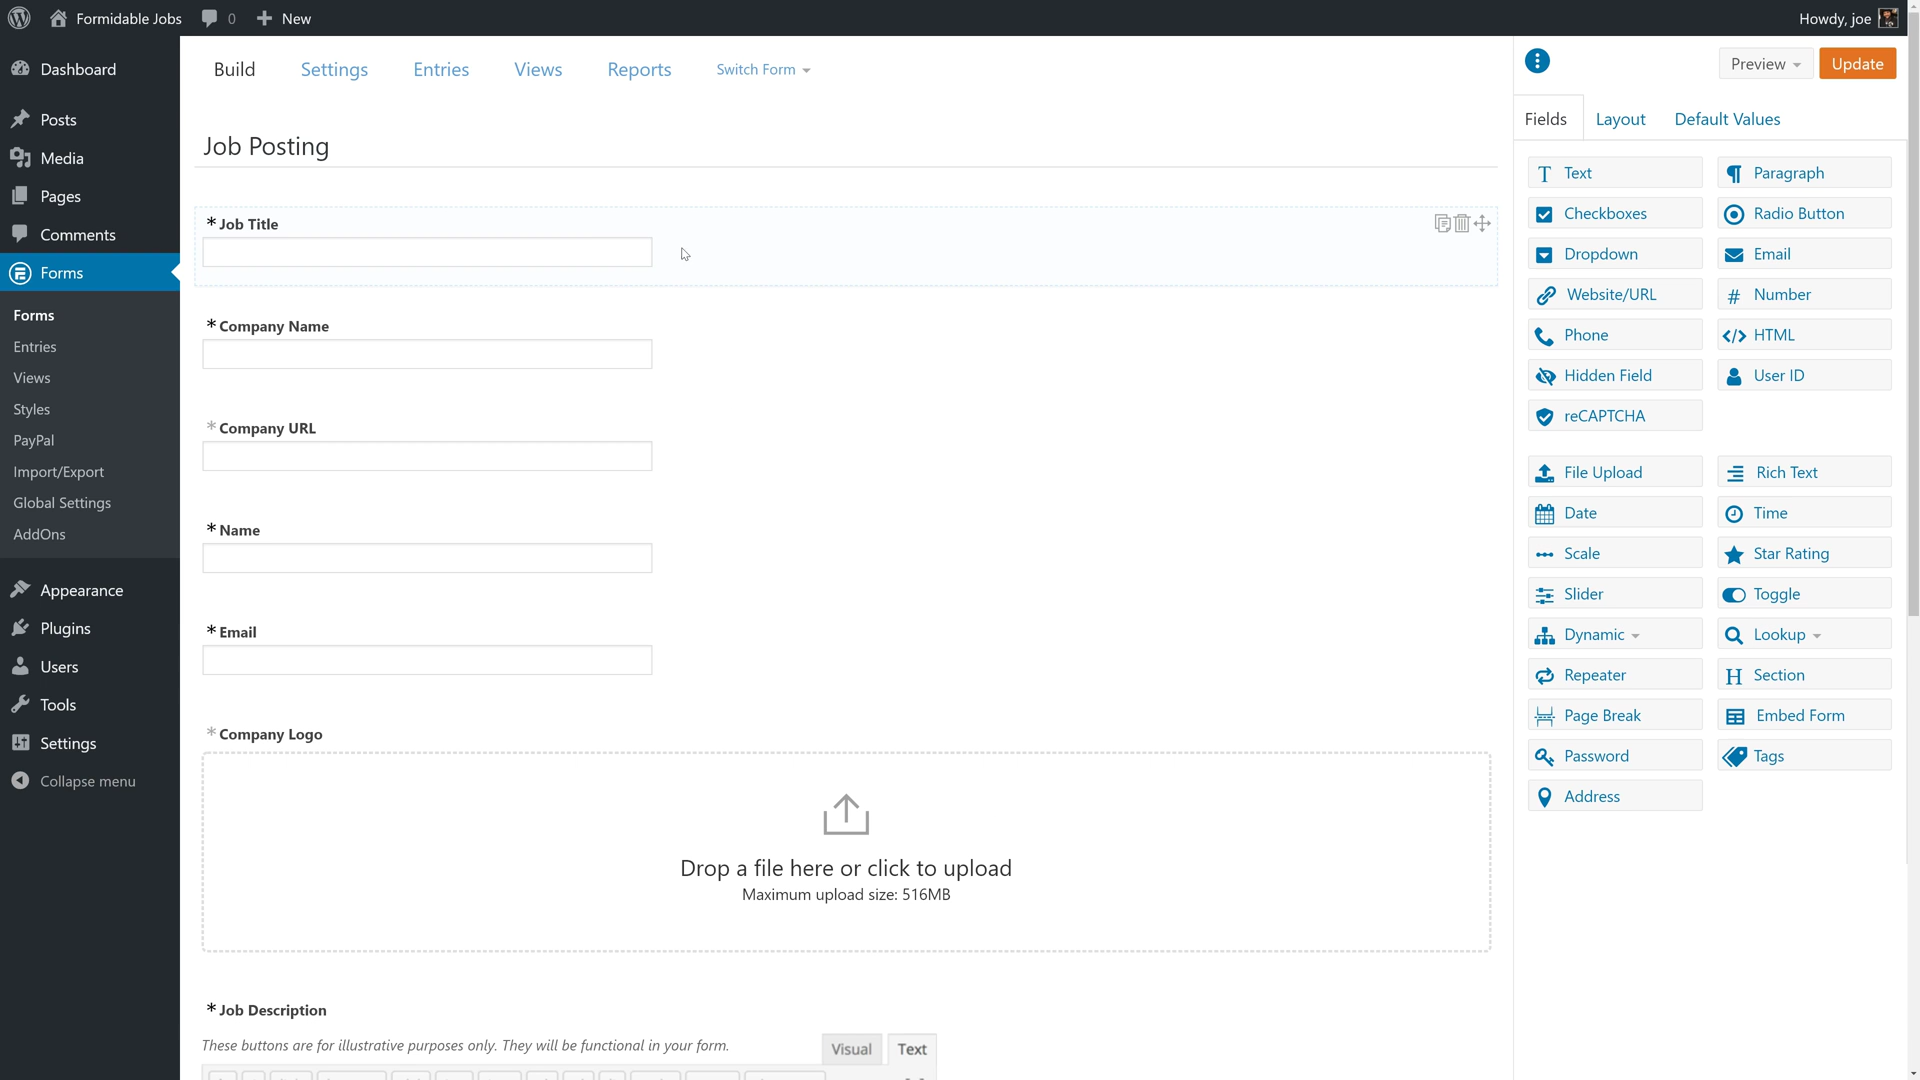 Formidable Jobs 0 New Howdy, joe
Dashboard
Posts
Media
Pages
Comments
Forms
Forms
Entries
Views
Styles
PayPal
Import/Export
Global Settings
AddOns
Appearance
Plugins
Users
Tools
Settings
Collapse menu
Build Settings Entries Views Reports Switch Form
Job Posting
* Job Title
* Company Name
* Company URL
* Name
* Email
* Company Logo
Drop a file here or click to upload
Maximum upload size: 516MB
* Job Description
These buttons are for illustrative purposes only. They will be functional in your form.
Visual Text
Preview Update
Fields Layout Default Values
Text Paragraph
Checkboxes Radio Button
Dropdown Email
Website/URL # Number
Phone </> HTML
Hidden Field User ID
reCAPTCHA
File Upload Rich Text
Date Time
Scale Star Rating
Slider Toggle
Dynamic Lookup
Repeater H Section
Page Break Embed Form
Password Tags
Address